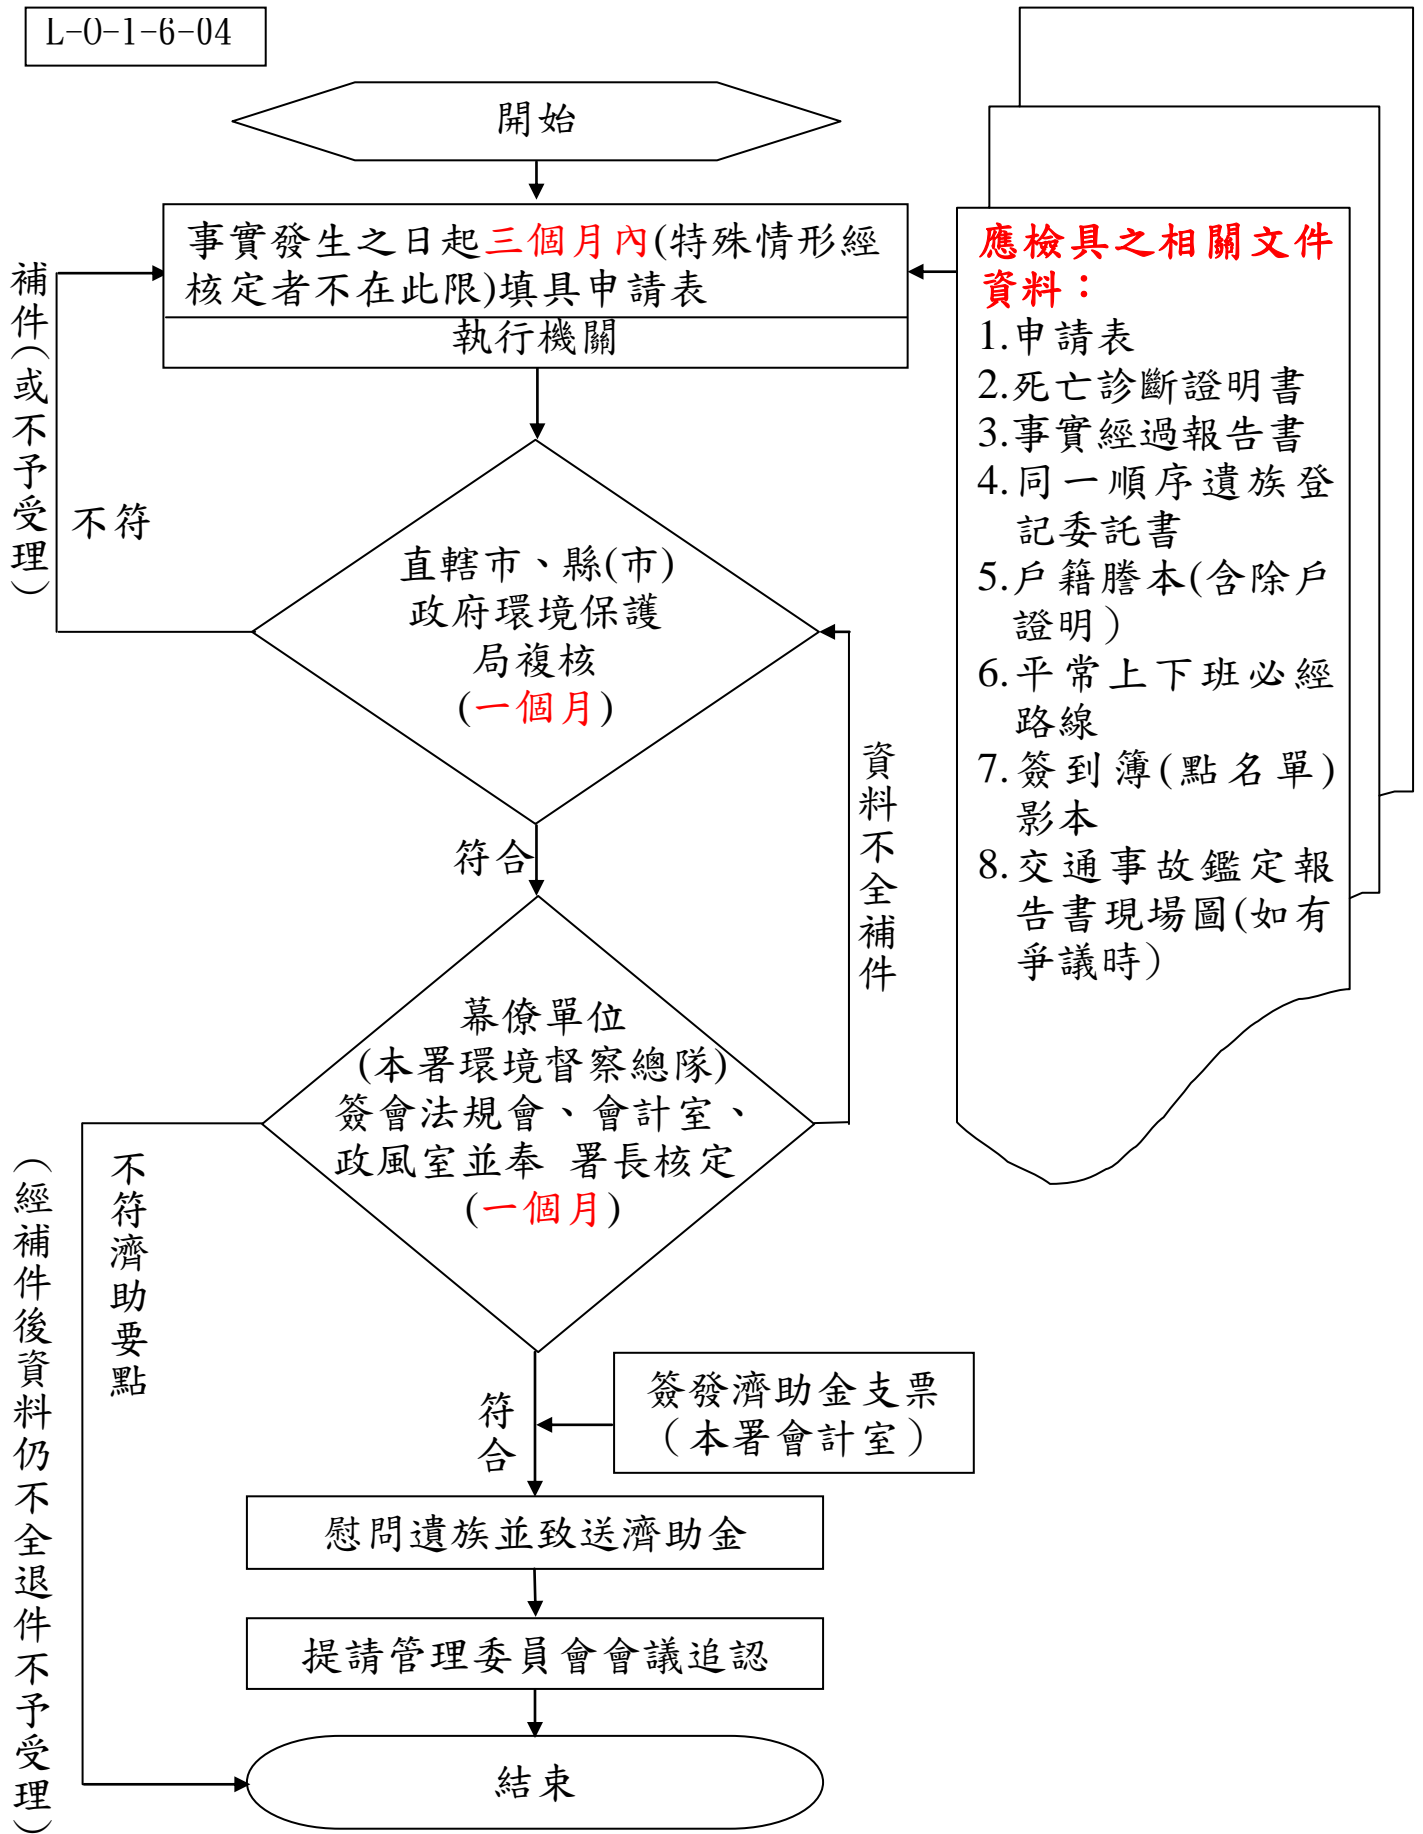 L-0-1-6-04
開始
事實發生之日起三個月內(特殊情形經
核定者不在此限)填具申請表
執行機關
補件(或不予受理)
不符
直轄市、縣(市)
政府環境保護
局複核
(一個月)
符合
資料不全補件
幕僚單位
(本署環境督察總隊)
簽會法規會、會計室、
政風室並奉 署長核定
(一個月)
不符濟助要點
(經補件後資料仍不全退件不予受理)
符合
簽發濟助金支票
(本署會計室)
慰問遺族並致送濟助金
提請管理委員會會議追認
結束
應檢具之相關文件
資料：
1.申請表
2.死亡診斷證明書
3.事實經過報告書
4.同一順序遺族登
記委託書
5.戶籍謄本(含除戶
證明)
6.平常上下班必經
路線
7.簽到簿(點名單)
影本
8.交通事故鑑定報
告書現場圖(如有
爭議時)